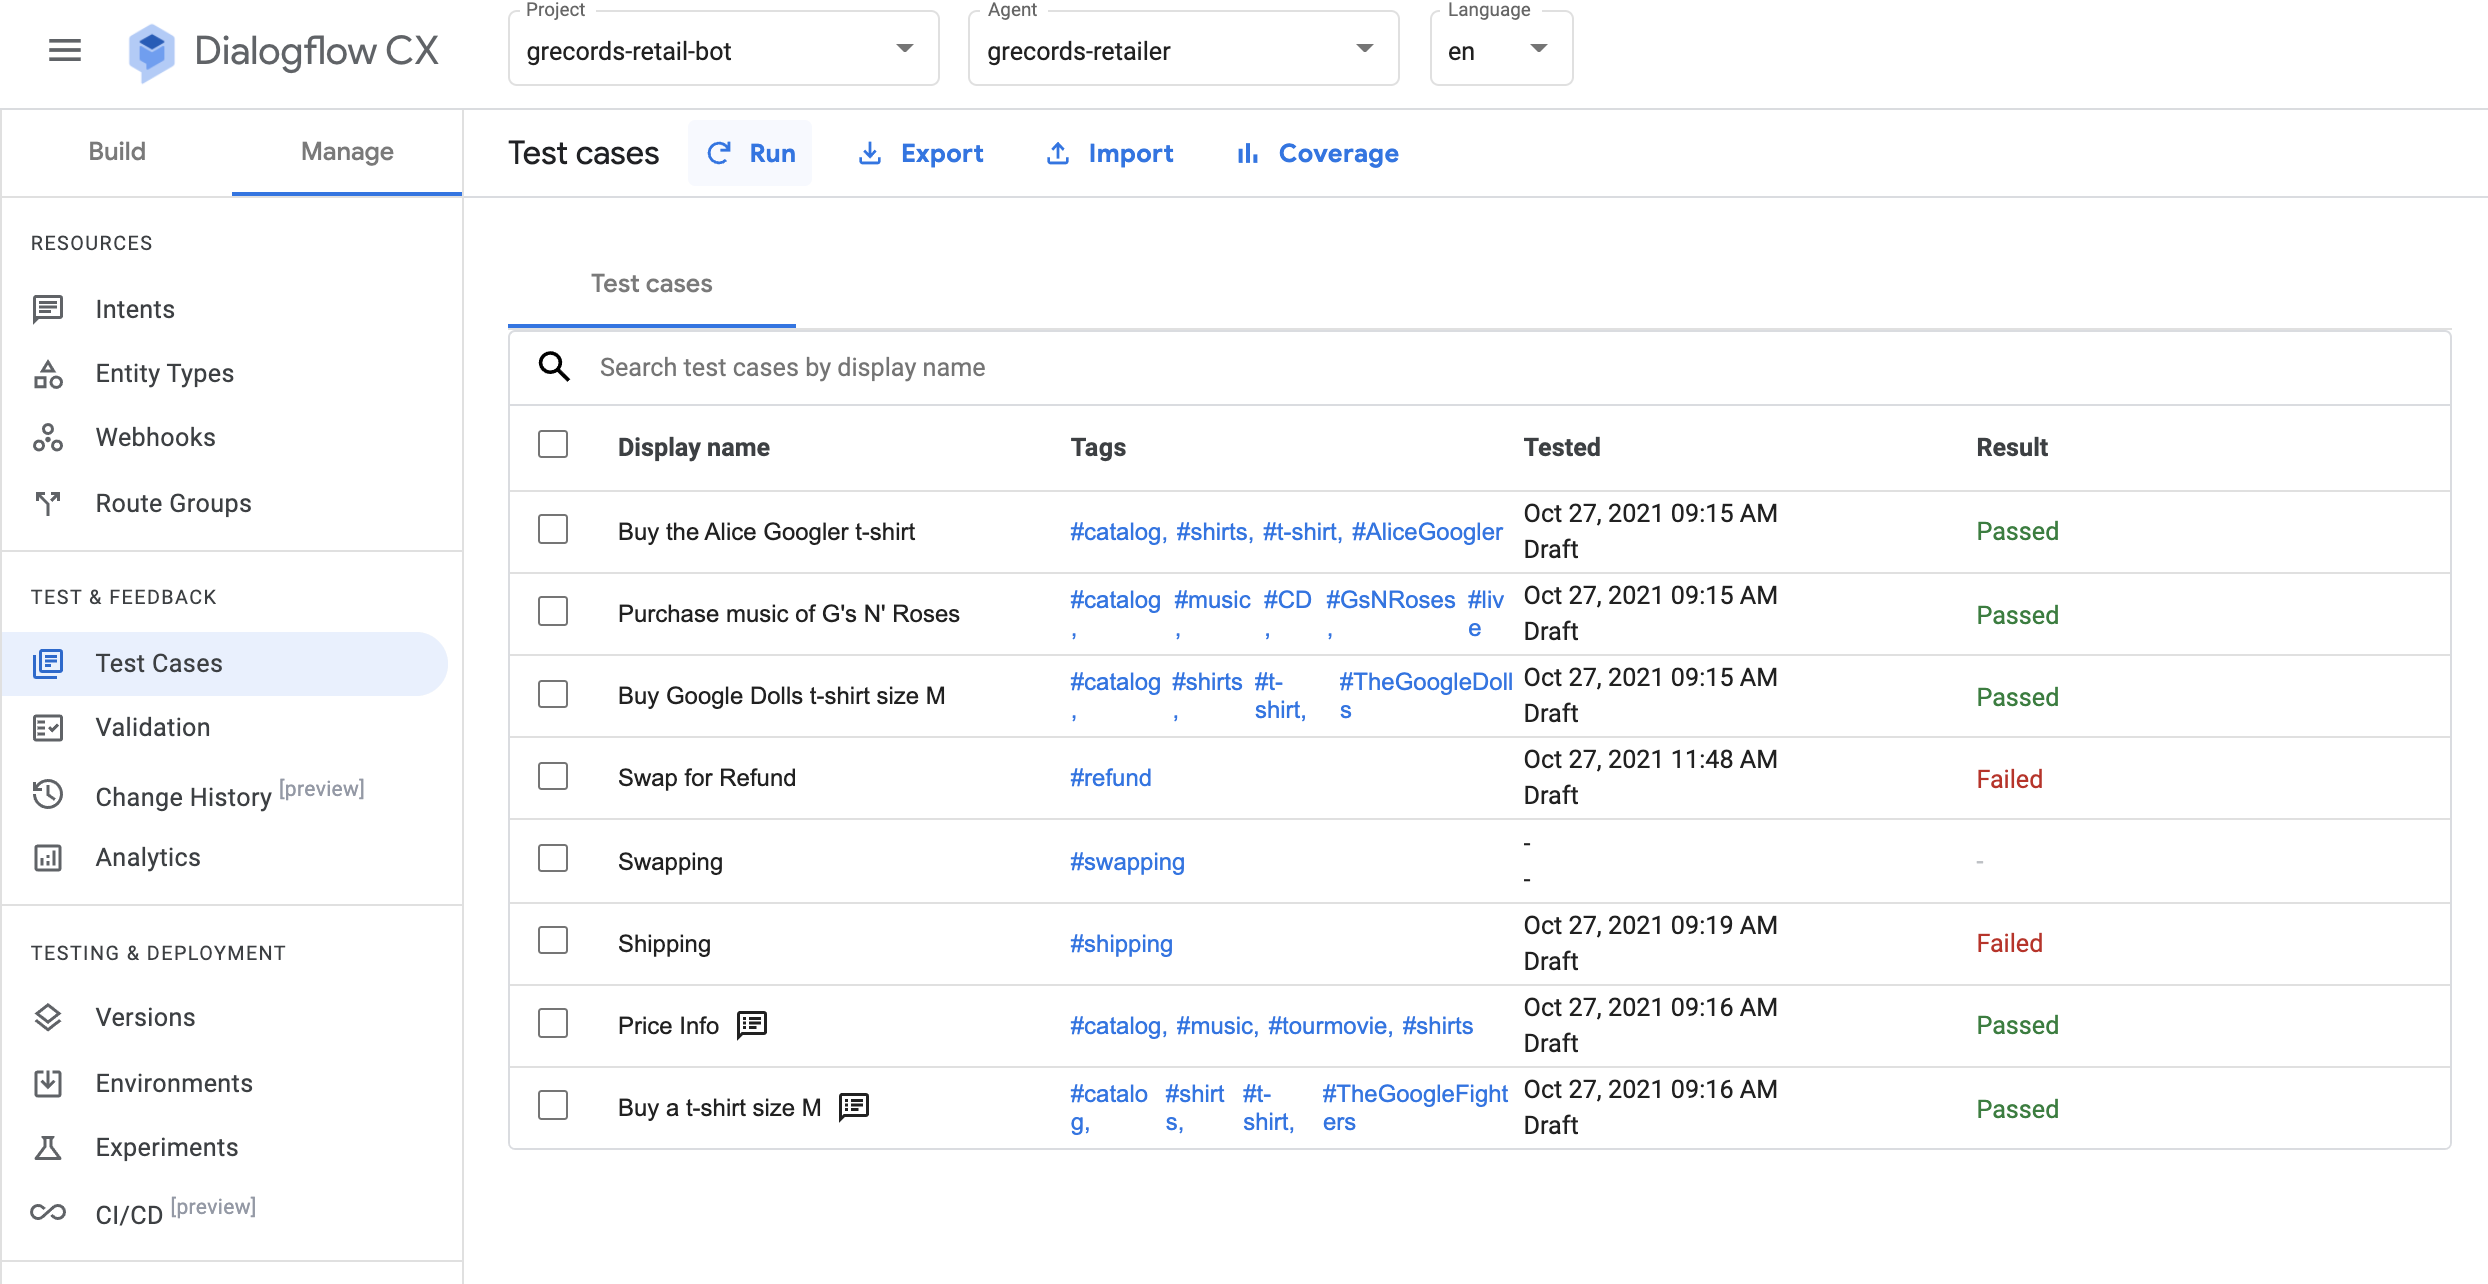 Project
Agent
Language
Dialogflow CX
grecords-retail-bot
grecords-retailer
en
Build
Manage
Test cases
Run
Export
Import
Coverage
RESOURCES
Intents
Entity Types
Webhooks
Route Groups
TEST & FEEDBACK
Test Cases
Validation
Change History [preview]
Analytics
TESTING & DEPLOYMENT
Versions
Environments
Experiments
CI/CD [preview]
Test cases
Search test cases by display name
Display name Tags Tested Result
Buy the Alice Googler t-shirt
#catalog, #shirts, #t-shirt, #AliceGoogler
Oct 27, 2021 09:15 AM
Draft
Passed
Purchase music of G's N' Roses
#catalog #music #CD #GsNRoses #liv
, , , , e
Oct 27, 2021 09:15 AM
Draft
Passed
Buy Google Dolls t-shirt size M
#catalog #shirts #t- #TheGoogleDoll
, , shirt, s
Oct 27, 2021 09:15 AM
Draft
Passed
Swap for Refund
#refund
Oct 27, 2021 11:48 AM
Draft
Failed
Swapping
#swapping
-
-
-
Shipping
#shipping
Oct 27, 2021 09:19 AM
Draft
Failed
Price Info
#catalog, #music, #tourmovie, #shirts
Oct 27, 2021 09:16 AM
Draft
Passed
Buy a t-shirt size M
#catalo #shirt #t- #TheGoogleFight
g, s, shirt, ers
Oct 27, 2021 09:16 AM
Draft
Passed